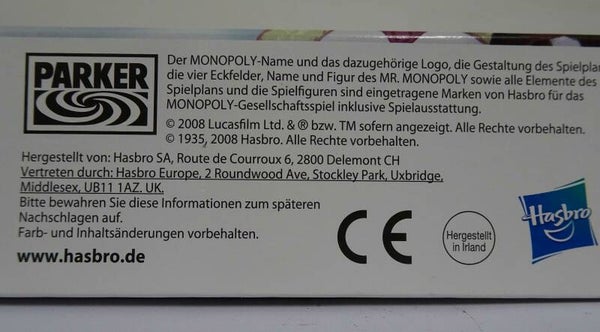 PARKER
Der MONOPOLY-Name und das dazugehörige Logo, die Gestaltung des Spielplan
die vier Eckfelder, Name und Figur des MR. MONOPOLY sowie alle Elemente des
Spielplans und die Spielfiguren sind eingetragene Marken von Hasbro für das
MONOPOLY-Gesellschaftsspiel inklusive Spielausstattung.
© 2008 Lucasfilm Ltd. & ® bzw. TM sofern angezeigt. Alle Rechte vorbehalten.
© 1935, 2008 Hasbro. Alle Rechte vorbehalten.
Hergestellt von: Hasbro SA, Route de Courroux 6, 2800 Delemont CH
Vertreten durch: Hasbro Europe, 2 Roundwood Ave, Stockley Park, Uxbridge,
Middlesex, UB11 1AZ. UK.
Bitte bewahren Sie diese Informationen zum späteren
Nachschlagen auf.
Farb- und Inhaltsänderungen vorbehalten.
www.hasbro.de
CE
Hergestellt
in Irland
Hasbro